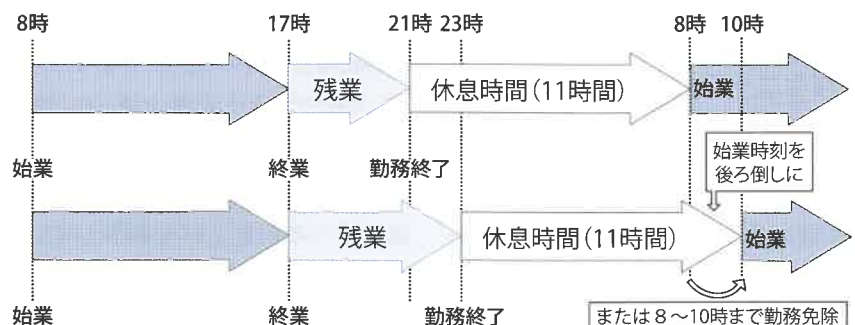 8時 17時 21時 23時 8時 10時
残業 休息時間(11時間) 始業
始業 終業 勤務終了
始業時刻を
後ろ倒しに
残業 休息時間(11時間) 始業
始業 終業 勤務終了
または8〜10時まで勤務免除